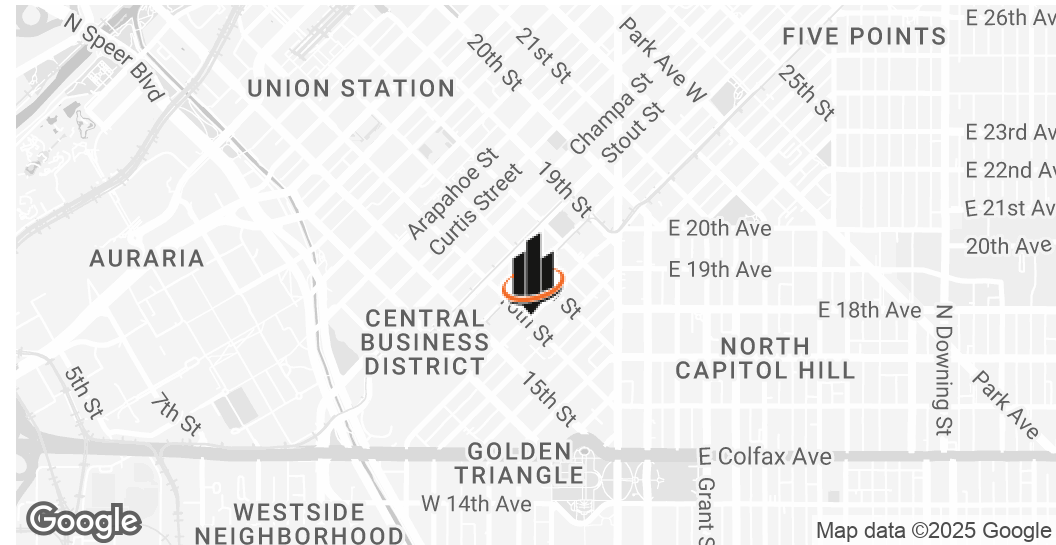 N Speer Blvd
20th St
21st St
Park Ave W
FIVE POINTS
E 26th Av
UNION STATION
Champa St
Stout St
25th St
E 23rd Av
Arapahoe St
Curtis Street
19th St
E 22nd Av
E 21st Av
AURARIA
E 20th Ave
20th Ave
E 19th Ave
St
St
E 18th Ave
CENTRAL
BUSINESS
DISTRICT
NORTH
CAPITOL HILL
N Downing St
5th St
7th St
15th St
Park Ave
GOLDEN
TRIANGLE
E Colfax Ave
W 14th Ave
Grant S
WESTSIDE
NEIGHBORHOOD
Google
Map data ©2025 Google